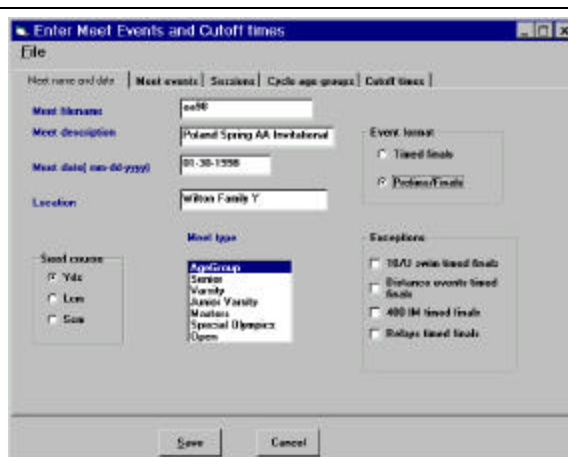 Enter Meet Events and Cutoff times
File
Meet name and date Meet events Sessions Cycle age groups Cutoff times
Meet filename aa98
Meet description Poland Spring AA Invitational
Meet date( mm-dd-yyyy) 01-30-1998
Location Wilton Family Y
Event format
Timed finals
Prelims/Finals
Seed course
Yds
Lcm
Scm
Meet type
AgeGroup
Senior
Varsity
Junior Varsity
Masters
Special Olympics
Open
Exceptions
10/U swim timed finals
Distance events timed
finals
400 IM timed finals
Relays timed finals
Save Cancel